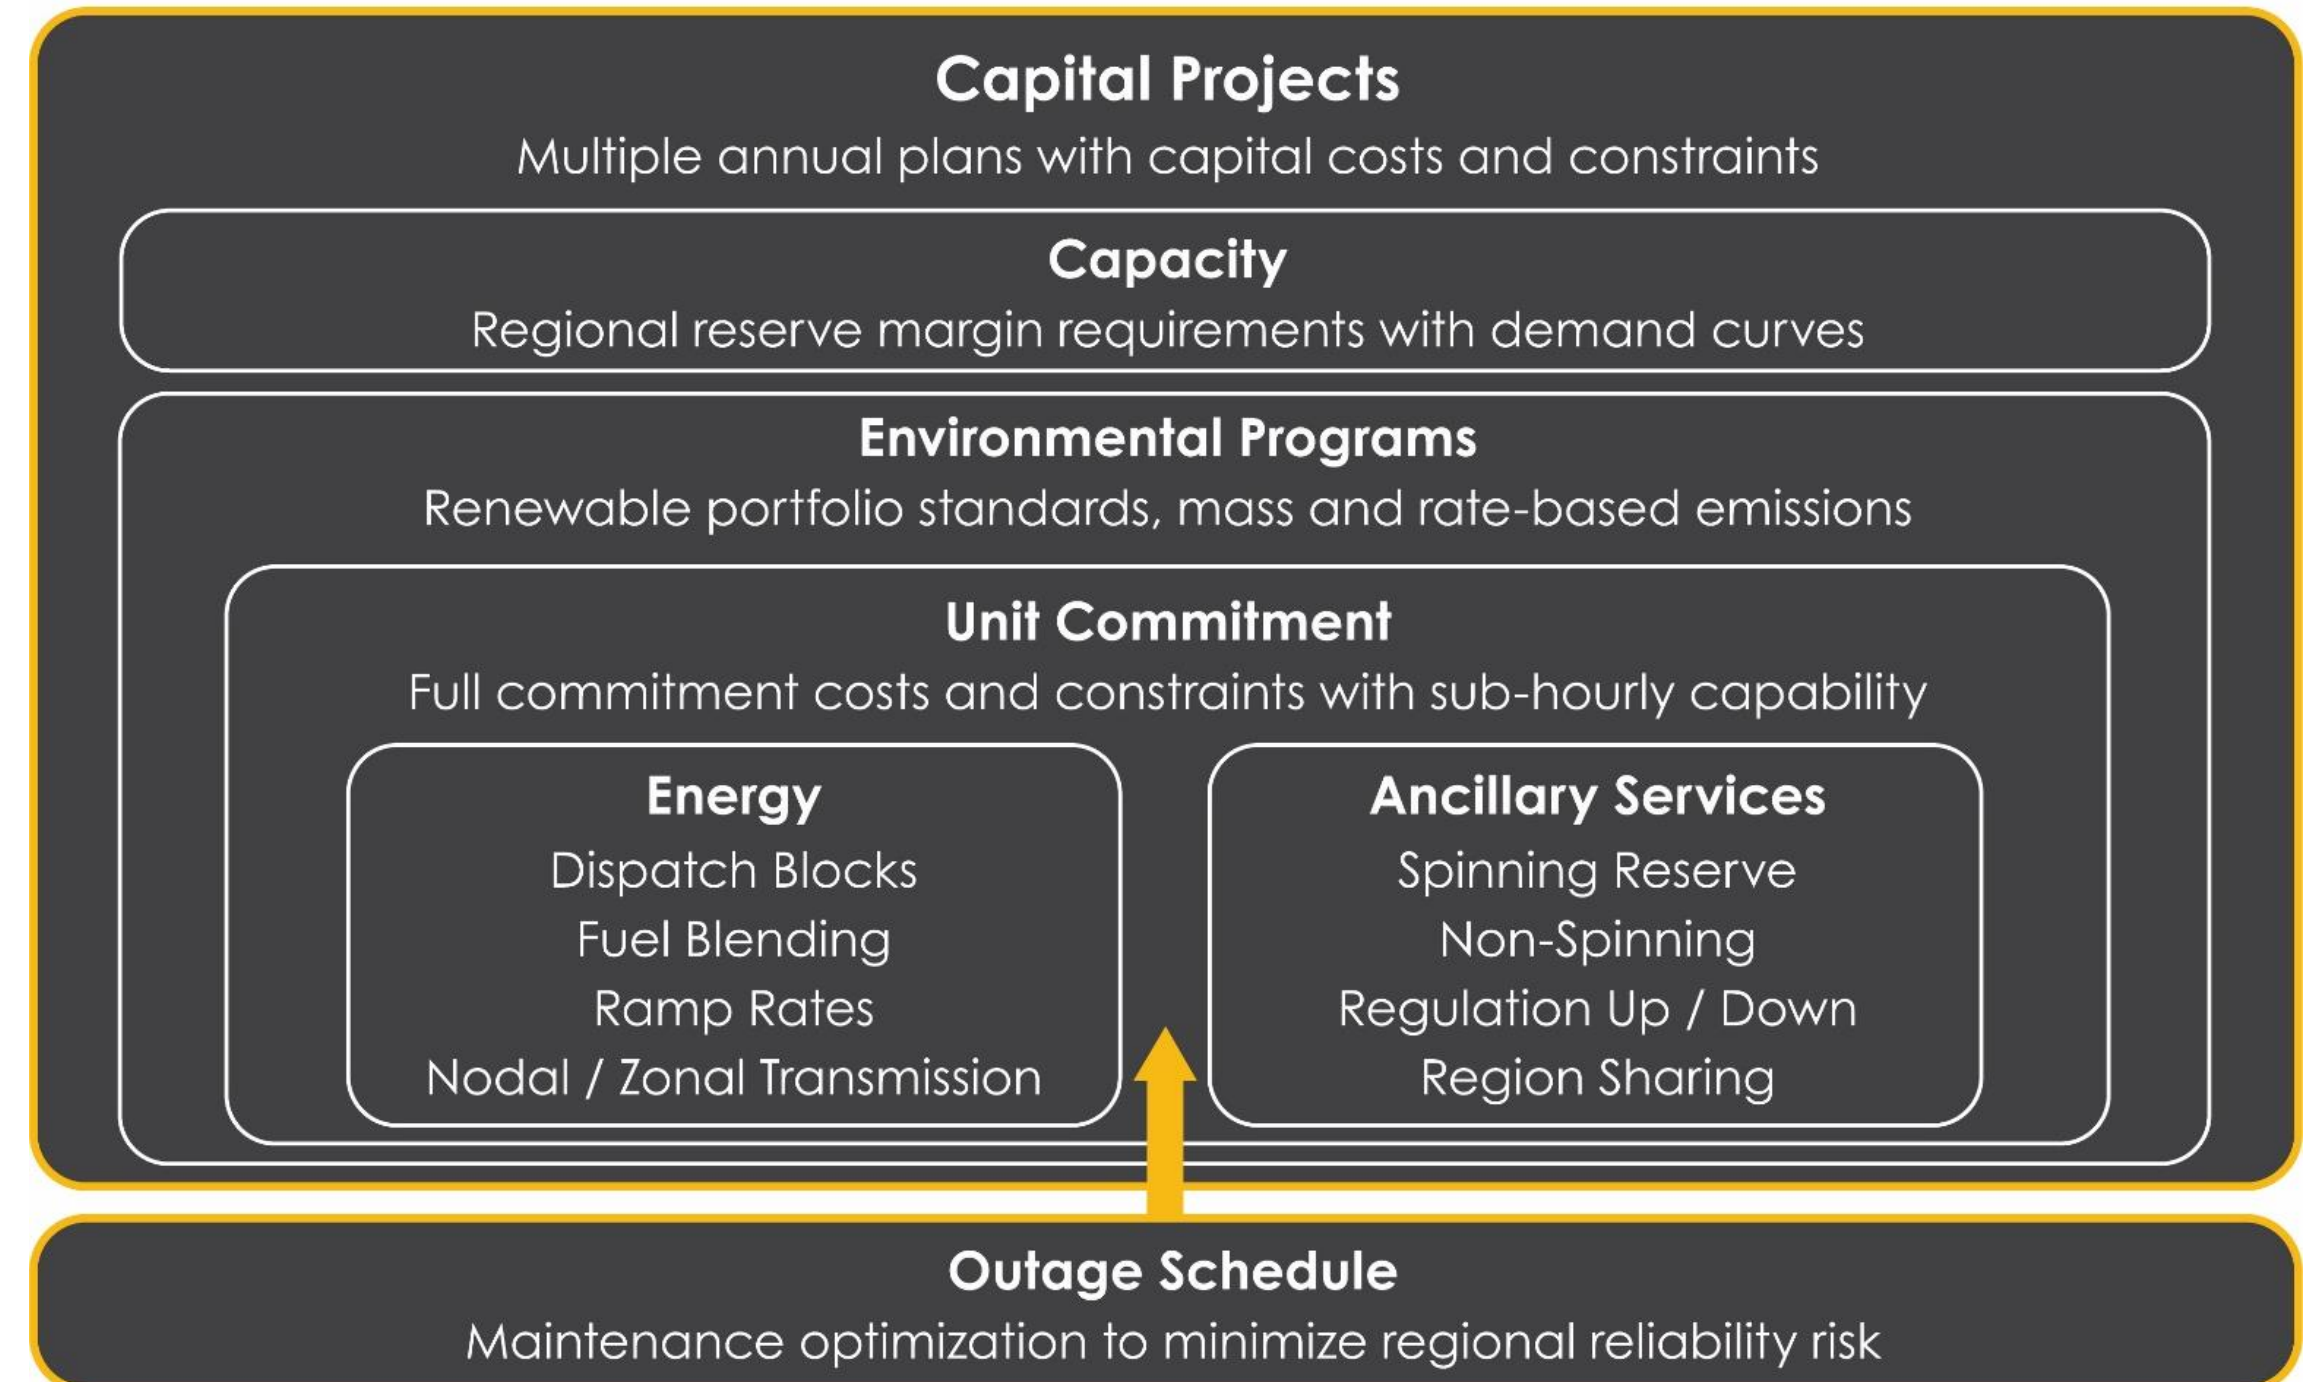 Capital Projects
Multiple annual plans with capital costs and constraints
Capacity
Regional reserve margin requirements with demand curves
Environmental Programs
Renewable portfolio standards, mass and rate-based emissions
Unit Commitment
Full commitment costs and constraints with sub-hourly capability
Energy
Dispatch Blocks
Fuel Blending
Ramp Rates
Nodal / Zonal Transmission
Ancillary Services
Spinning Reserve
Non-Spinning
Regulation Up / Down
Region Sharing
Outage Schedule
Maintenance optimization to minimize regional reliability risk